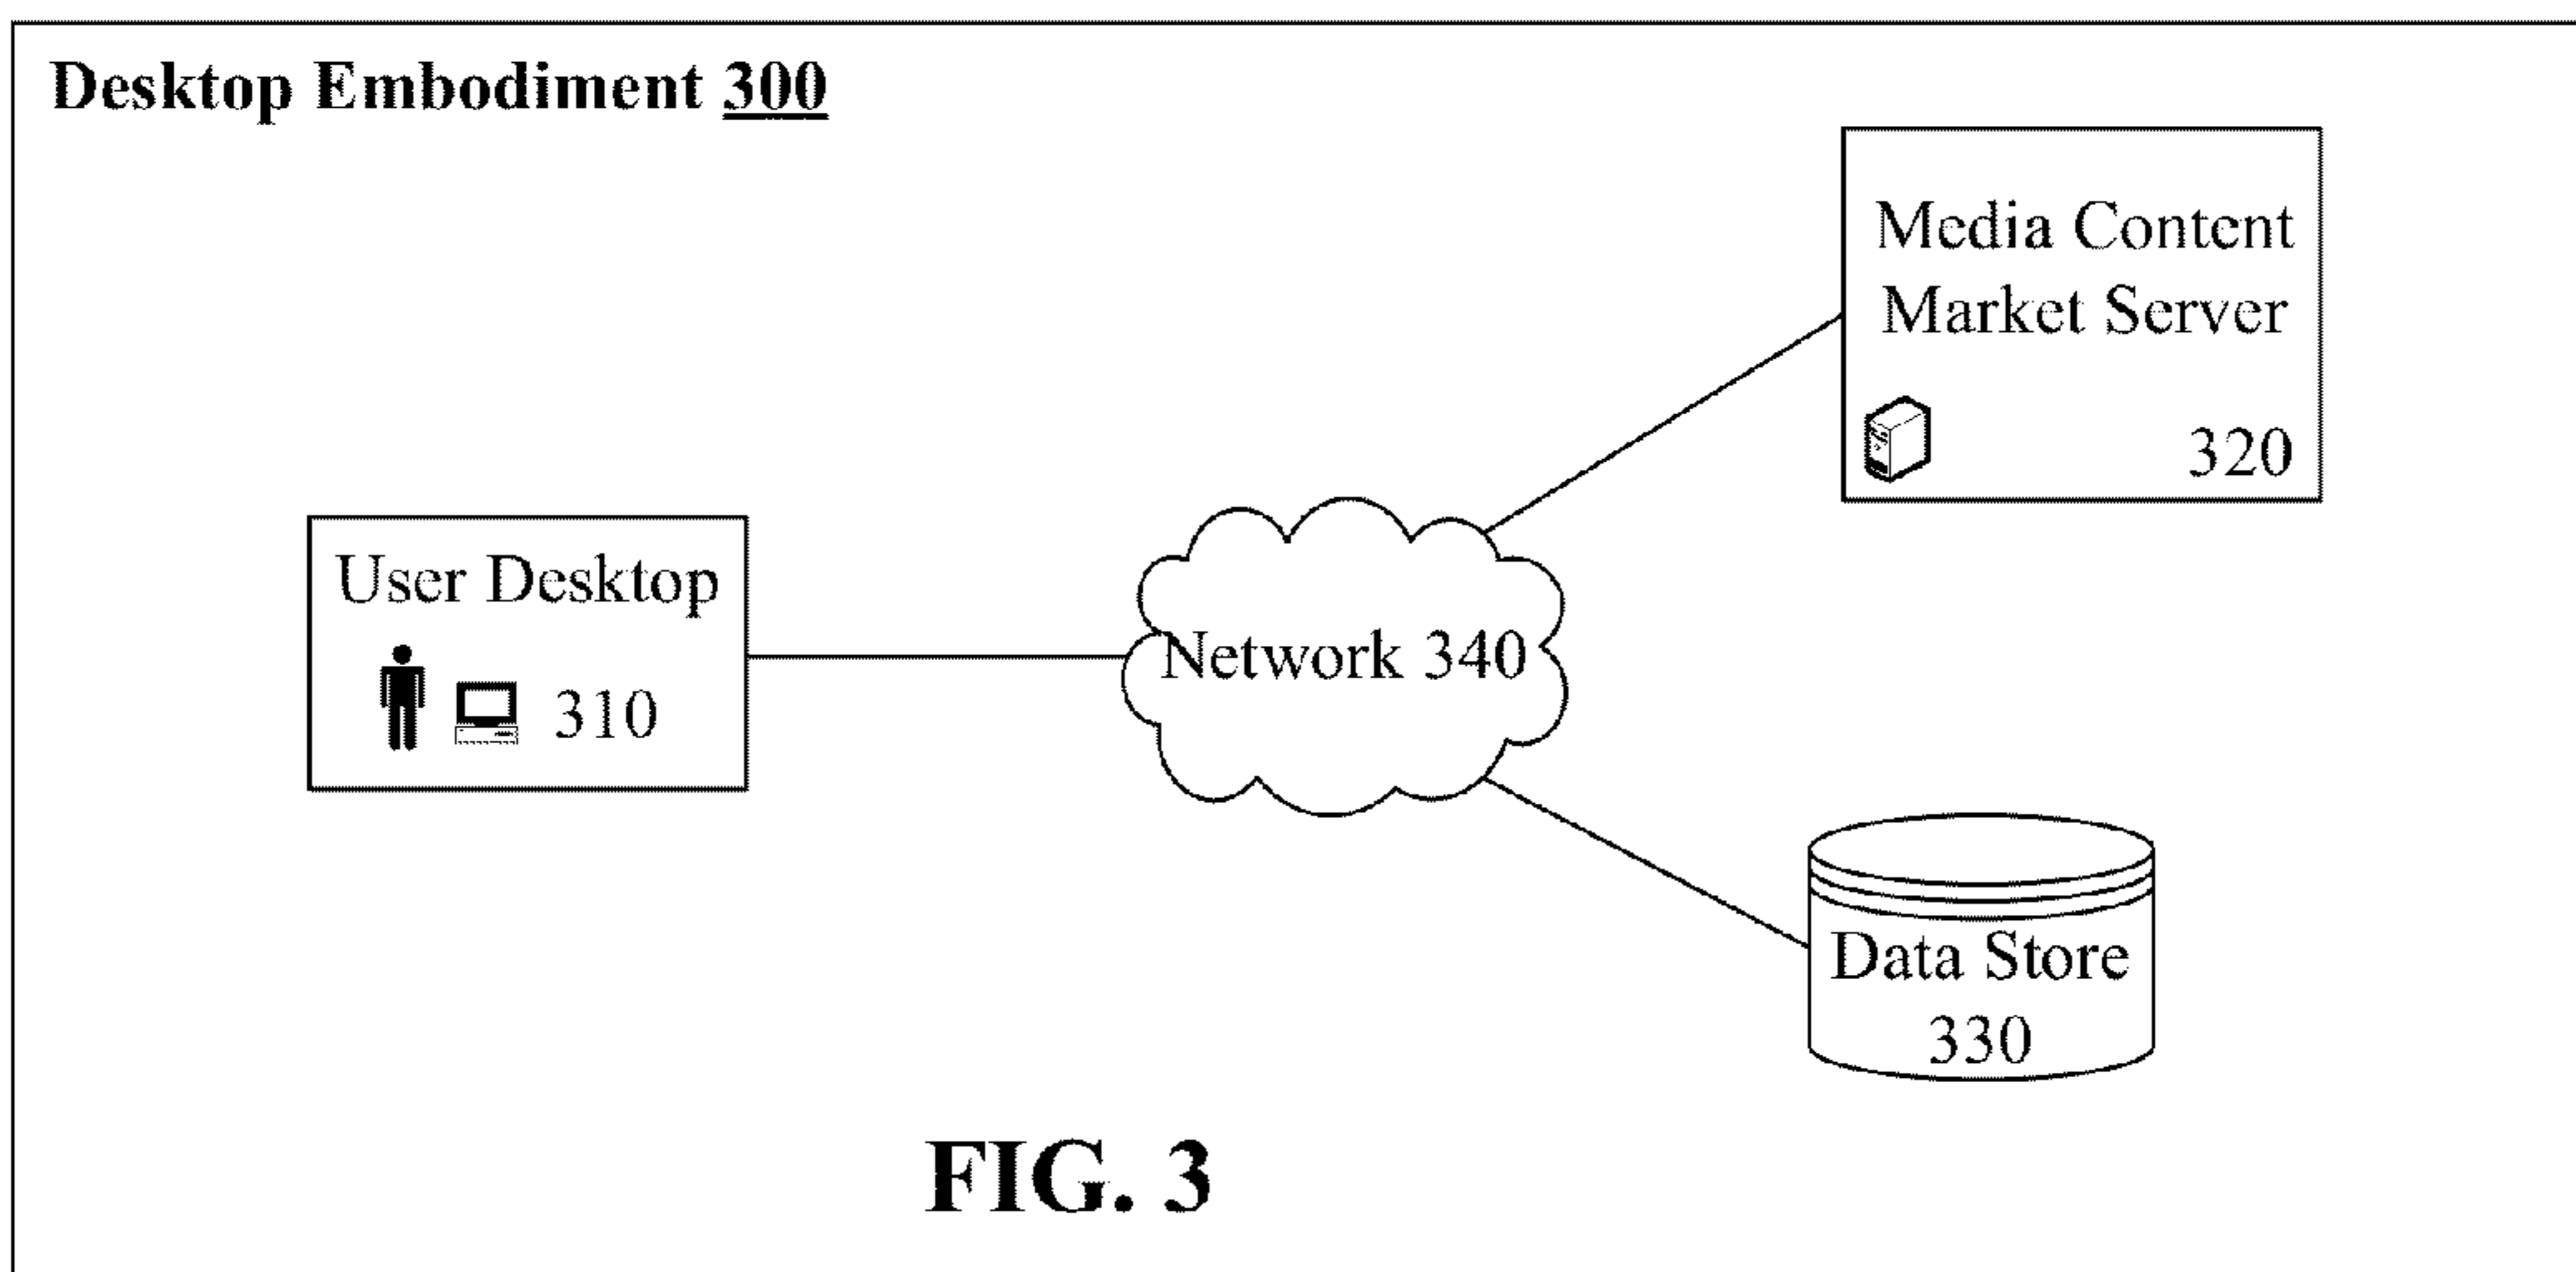 Desktop Embodiment 300
Media Content
Market Server
320
User Desktop
310
Network 340
Data Store
330
FIG. 3